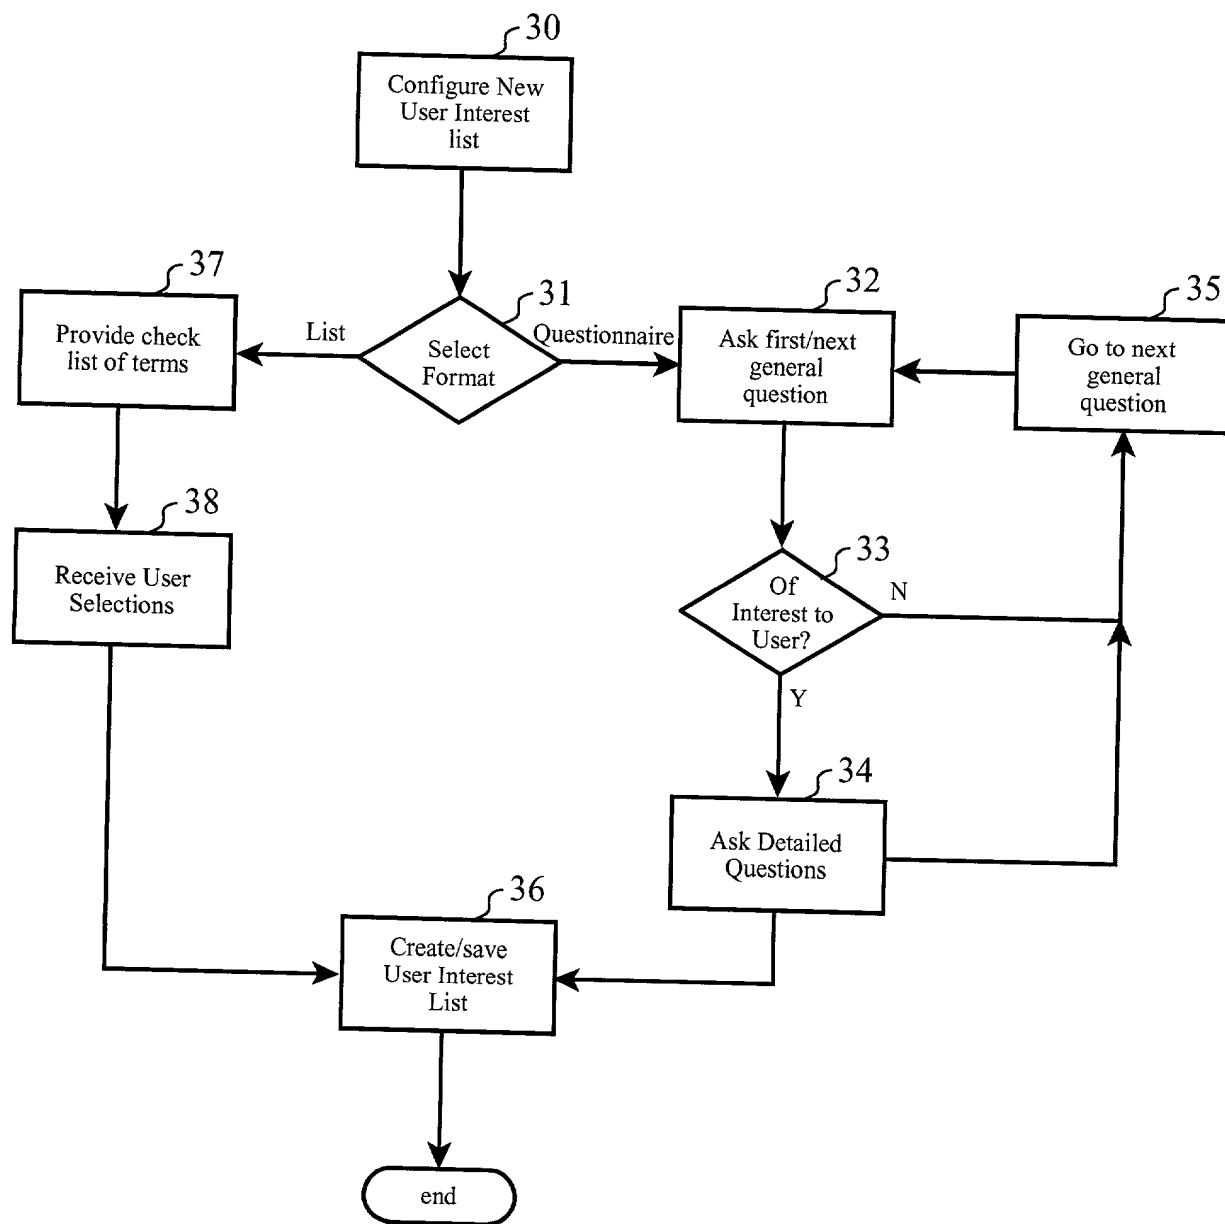 30
Configure New
User Interest
list
37
Provide check
list of terms
List
31
Select
Format
Questionnaire
32
Ask first/next
general
question
35
Go to next
general
question
38
Receive User
Selections
33
Of
Interest to
User?
N
Y
34
Ask Detailed
Questions
36
Create/save
User Interest
List
end